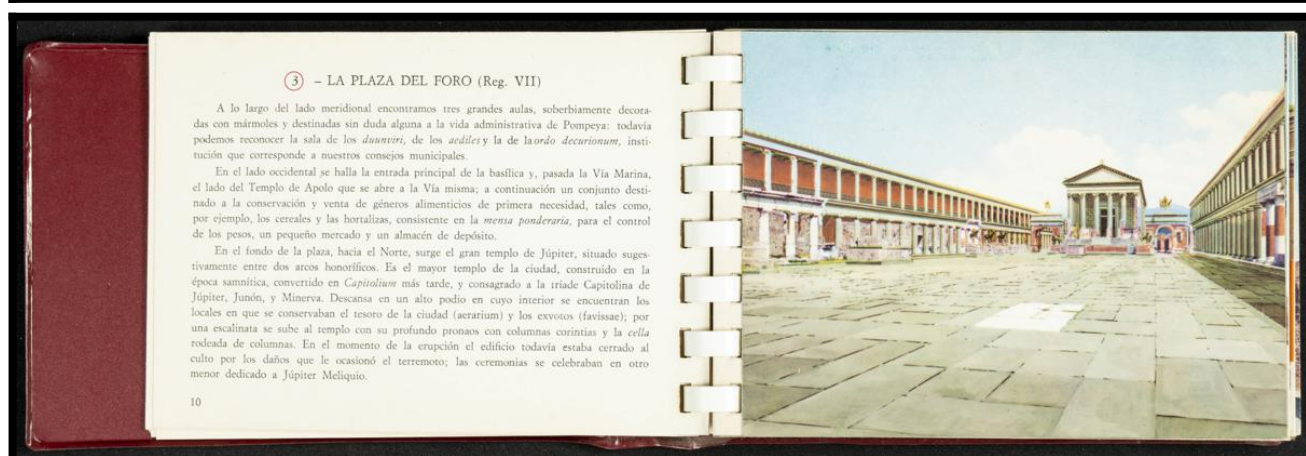 3 – LA PLAZA DEL FORO (Reg. VII)
A lo largo del lado meridional encontramos tres grandes aulas, soberbiamente decora-
das con mármoles y destinadas sin duda alguna a la vida administrativa de Pompeya: todavía
podemos reconocer la sala de los duunviri, de los aediles y la de la ordo decurionum, insti-
tución que corresponde a nuestros consejos municipales.
En el lado occidental se halla la entrada principal de la basílica y, pasada la Vía Marina,
el lado del Templo de Apolo que se abre a la Vía misma; a continuación un conjunto desti-
nado a la conservación y venta de géneros alimenticios de primera necesidad, tales como,
por ejemplo, los cereales y las hortalizas, consistente en la mensa ponderaria, para el control
de los pesos, un pequeño mercado y un almacén de depósito.
En el fondo de la plaza, hacia el Norte, surge el gran templo de Júpiter, situado suges-
tivamente entre dos arcos honoríficos. Es el mayor templo de la ciudad, construido en la
época samnítica, convertido en Capitolium más tarde, y consagrado a la tríade Capitolina de
Júpiter, Junón, y Minerva. Descansa en un alto podio en cuyo interior se encuentran los
locales en que se conservaban el tesoro de la ciudad (aerarium) y los exvotos (favissae); por
una escalinata se sube al templo con su profundo pronaos con columnas corintias y la cella
rodeada de columnas. En el momento de la erupción el edificio todavía estaba cerrado al
culto por los daños que le ocasionó el terremoto; las ceremonias se celebraban en otro
menor dedicado a Júpiter Meliquio.
10